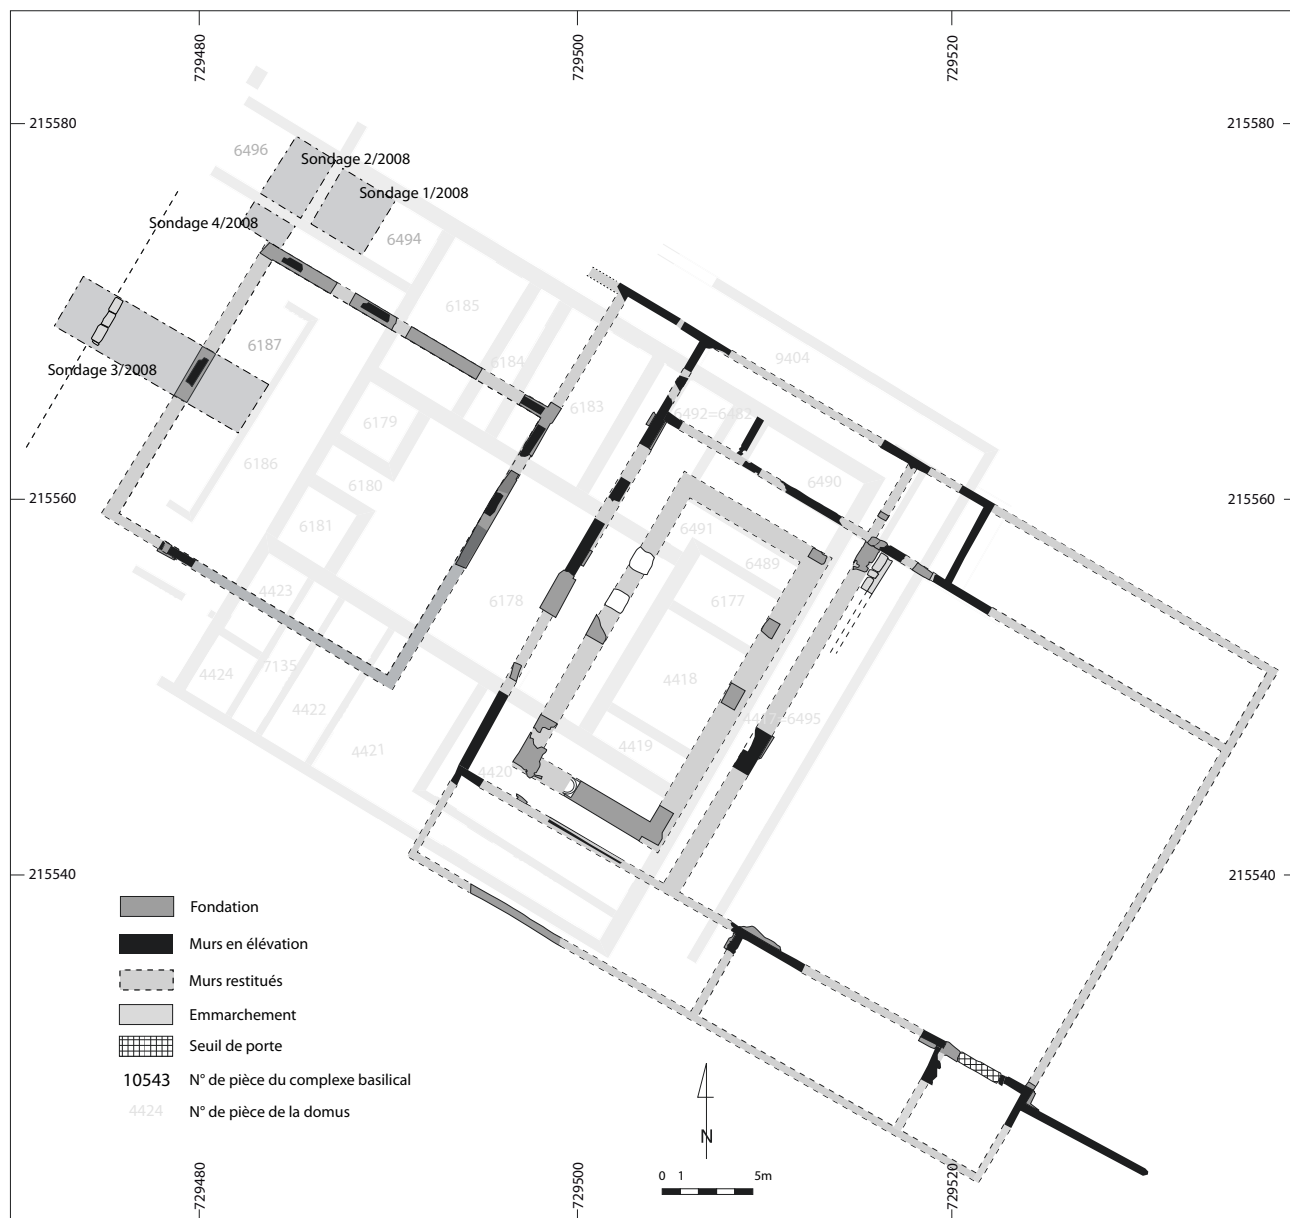 729480
729500
729520
215580
215580
6496
Sondage 2/2008
Sondage 1/2008
Sondage 4/2008
6494
6185
6187
9404
6184
Sondage 3/2008
6183
6492=6482
6179
6186
6490
6180
215560
215560
6181
6491
6489
4423
6178
6177
7135
4424
4418
4422
4421
4419
4420
215540
215540
Fondation
Murs en élévation
Murs restitués
Emmarchement
Seuil de porte
10543 N° de pièce du complexe basilical
4424 N° de pièce de la domus
N
0 1 5m
729480
729500
729520